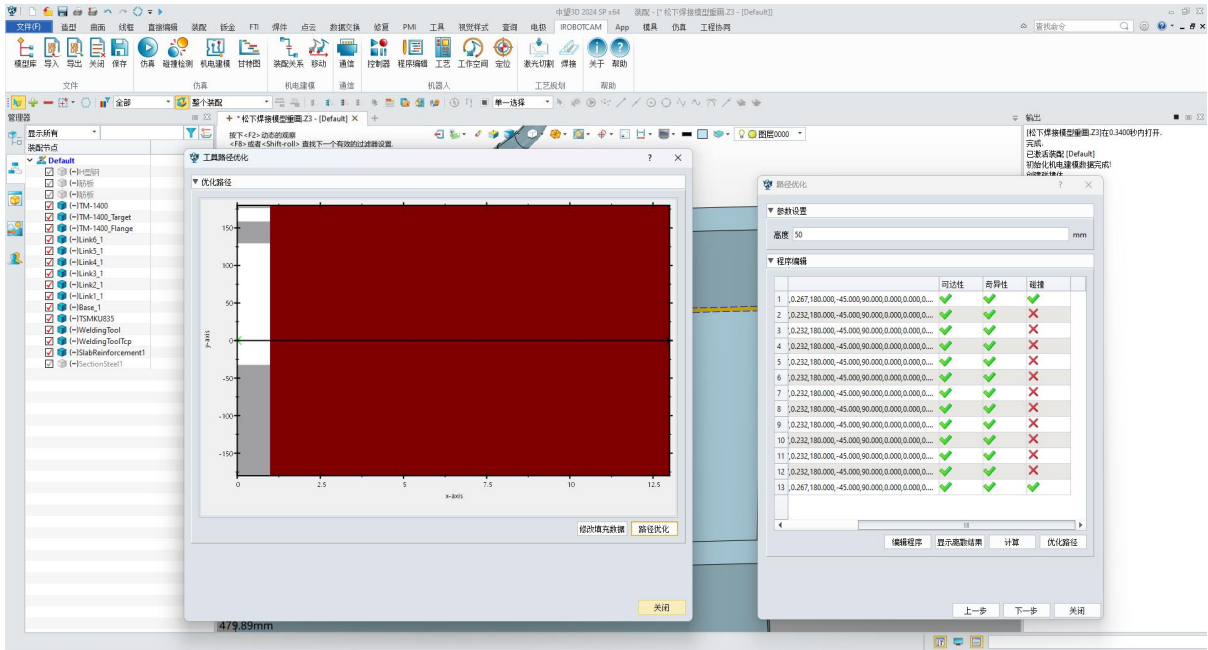 中望3D 2024 SP x64 装配 - [* 松下焊接模型重画.Z3 - [Default]]
查找命令
文件(F) 造型 曲面 线框 直接编辑 装配 钣金 FTI 焊件 点云 数据交换 修复 PMI 工具 视觉样式 查询 电极 IROBOTCAM App 模具 仿真 工程协同
模型库 导入 导出 关闭 保存 仿真 碰撞检测 机电建模 甘特图 装配关系 移动 通信 控制器 程序编辑 工艺 工作空间 定位 激光切割 焊接 关于 帮助
文件 仿真 机电建模 通信 机器人 工艺规划 帮助
全部 整个装配 单一选择
管理器
+ * 松下焊接模型重画.Z3 - [Default] × +
输出
显示所有
按下<F2>动态的观察
<F8> 或者<Shift-roll> 查找下一个有效的过滤器设置.
图层0000
[松下焊接模型重画.Z3]在0.3400秒内打开.
完成.
已激活装配 [Default]
初始化机电建模数据完成!
创建碰撞体
装配节点
Default
(-)H型钢
(-)筋板
(-)筋板
(-)TM-1400
(-)TM-1400_Target
(-)TM-1400_Flange
(-)Link6_1
(-)Link5_1
(-)Link4_1
(-)Link3_1
(-)Link2_1
(-)Link1_1
(-)Base_1
(-)TSMKU835
(-)WeldingTool
(-)WeldingToolTcp
(-)SlabReinforcement1
(-)SectionSteel1
工具路径优化 ? ×
优化路径
150
100
50
0
-50
-100
-150
y-axis
0 2.5 5 7.5 10 12.5
x-axis
修改填充数据 路径优化
关闭
479.89mm
路径优化 ? ×
参数设置
高度 50 mm
程序编辑
可达性 奇异性 碰撞
1 ,0.267,180.000,-45.000,90.000,0.000,0.000,0....
2 ,0.232,180.000,-45.000,90.000,0.000,0.000,0....
3 ,0.232,180.000,-45.000,90.000,0.000,0.000,0....
4 ,0.232,180.000,-45.000,90.000,0.000,0.000,0....
5 ,0.232,180.000,-45.000,90.000,0.000,0.000,0....
6 ,0.232,180.000,-45.000,90.000,0.000,0.000,0....
7 ,0.232,180.000,-45.000,90.000,0.000,0.000,0....
8 ,0.232,180.000,-45.000,90.000,0.000,0.000,0....
9 ,0.232,180.000,-45.000,90.000,0.000,0.000,0....
10 ,0.232,180.000,-45.000,90.000,0.000,0.000,0....
11 ,0.232,180.000,-45.000,90.000,0.000,0.000,0....
12 ,0.232,180.000,-45.000,90.000,0.000,0.000,0....
13 ,0.267,180.000,-45.000,90.000,0.000,0.000,0....
编辑程序 显示离散结果 计算 优化路径
上一步 下一步 关闭